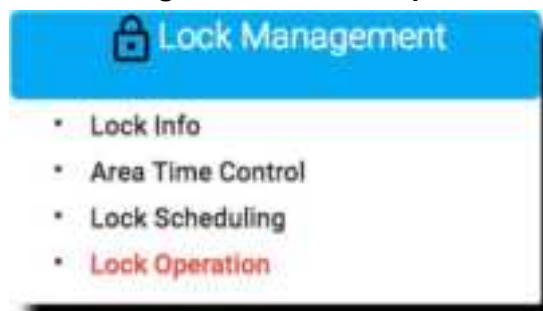 Lock Management
• Lock Info
• Area Time Control
• Lock Scheduling
• Lock Operation